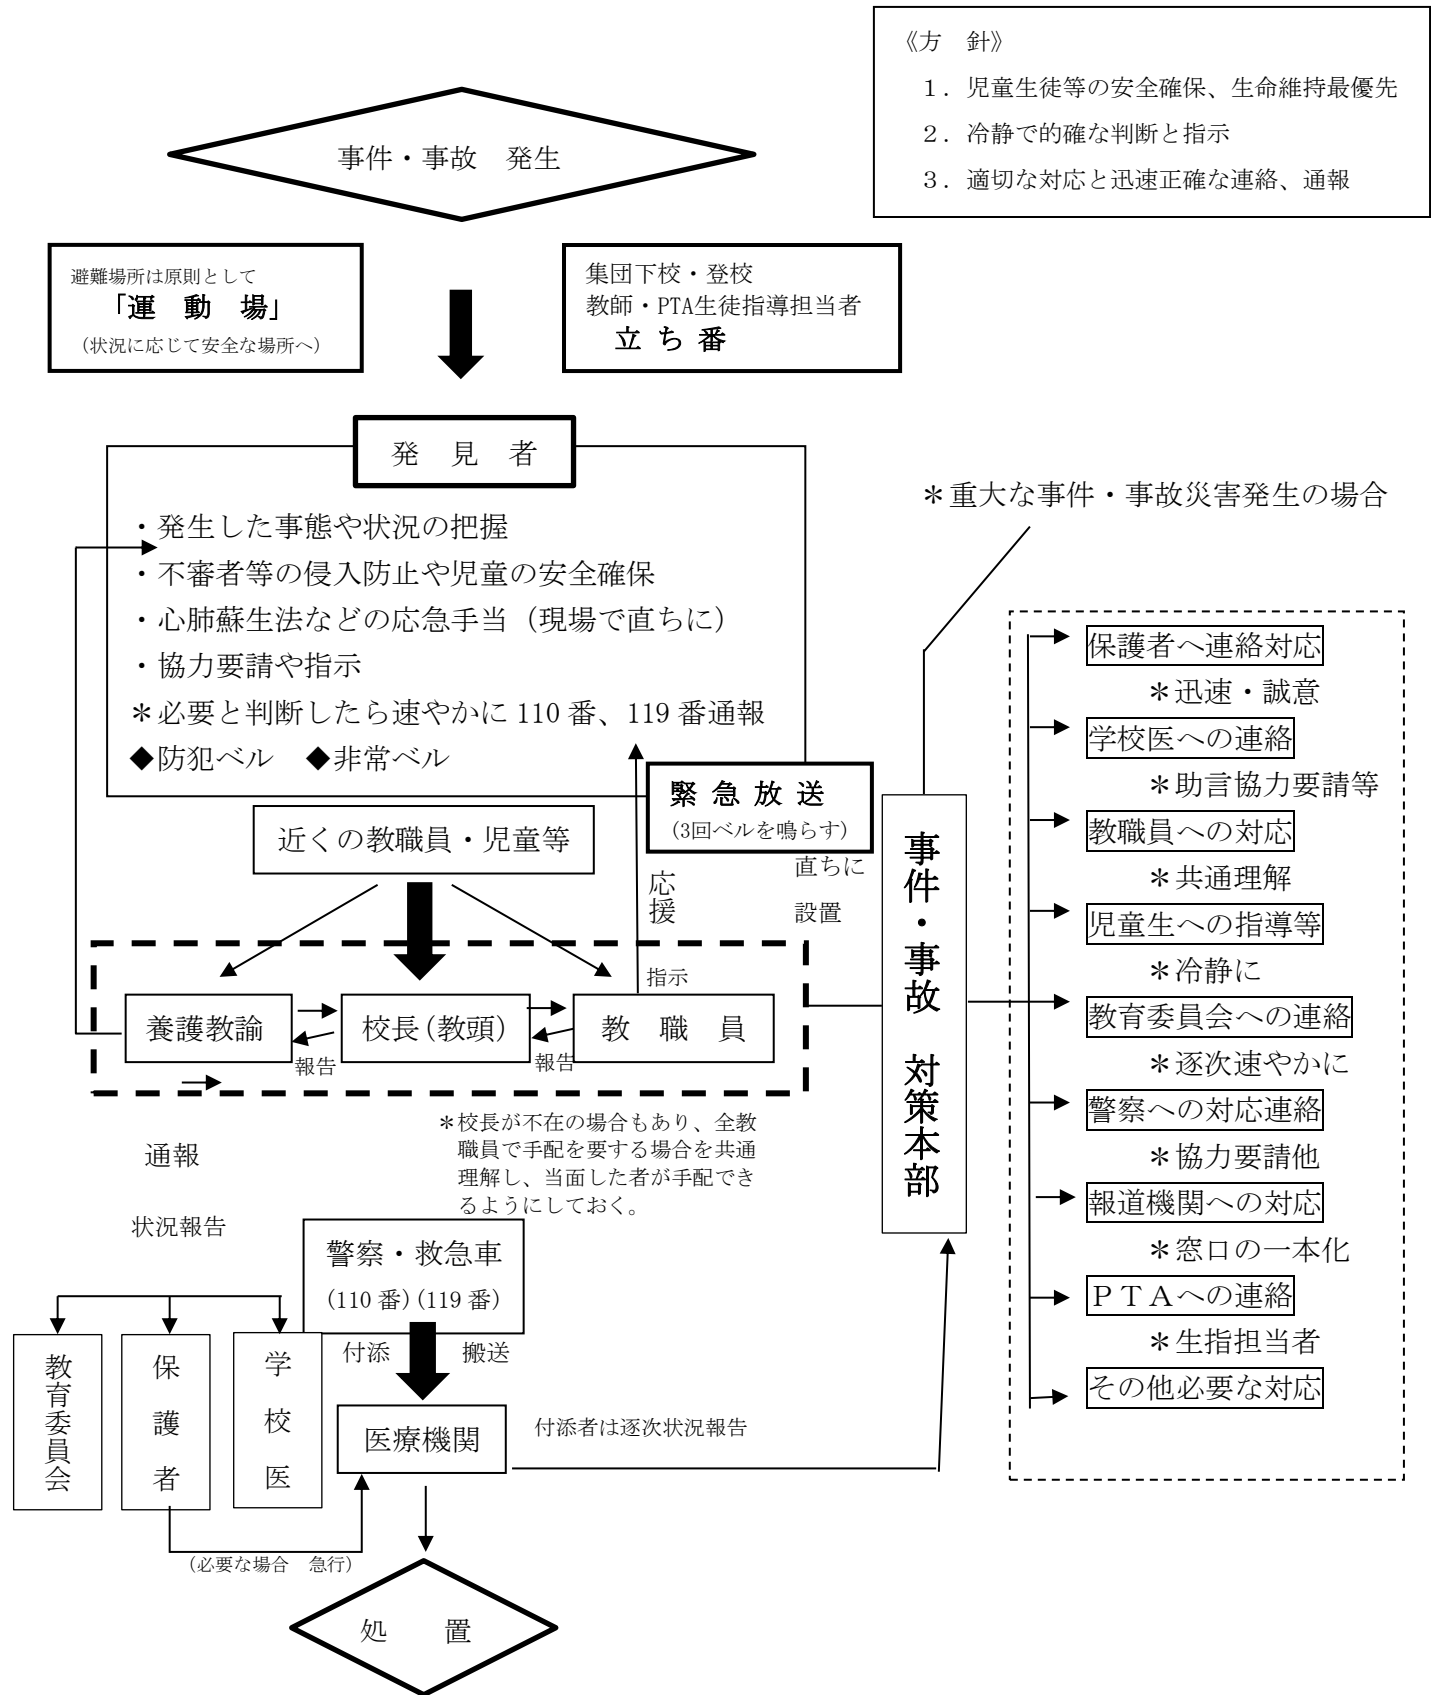 《方　針》
１．児童生徒等の安全確保、生命維持最優先
２．冷静で的確な判断と指示
３．適切な対応と迅速正確な連絡、通報
事件・事故　発生
避難場所は原則として
「運　動　場」
(状況に応じて安全な場所へ)
集団下校・登校
教師・PTA生徒指導担当者
立 ち 番
発　見　者
・発生した事態や状況の把握
・不審者等の侵入防止や児童の安全確保
・心肺蘇生法などの応急手当（現場で直ちに）
・協力要請や指示
＊必要と判断したら速やかに 110 番、119 番通報
◆防犯ベル　◆非常ベル
緊 急 放 送
(3回ベルを鳴らす)
近くの教職員・児童等
応援
直ちに
設置
指示
養護教諭
校長(教頭)
教　職　員
報告
報告
＊校長が不在の場合もあり、全教
職員で手配を要する場合を共通
理解し、当面した者が手配でき
るようにしておく。
通報
状況報告
警察・救急車
(110 番)(119 番)
付添
搬送
教育委員会
保護者
学校医
医療機関
付添者は逐次状況報告
(必要な場合　急行)
処　　置
＊重大な事件・事故災害発生の場合
事件・事故　対策本部
保護者へ連絡対応
＊迅速・誠意
学校医への連絡
＊助言協力要請等
教職員への対応
＊共通理解
児童生への指導等
＊冷静に
教育委員会への連絡
＊逐次速やかに
警察への対応連絡
＊協力要請他
報道機関への対応
＊窓口の一本化
ＰＴＡへの連絡
＊生指担当者
その他必要な対応